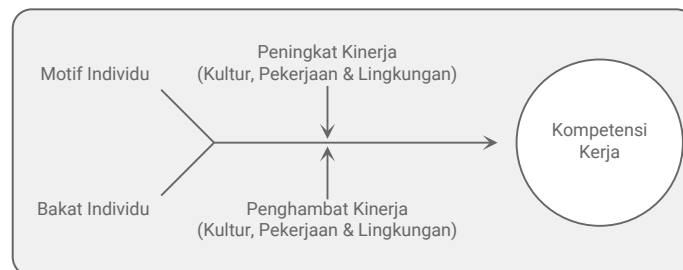 Motif Individu
Peningkat Kinerja
(Kultur, Pekerjaan & Lingkungan)
Kompetensi
Kerja
Bakat Individu
Penghambat Kinerja
(Kultur, Pekerjaan & Lingkungan)